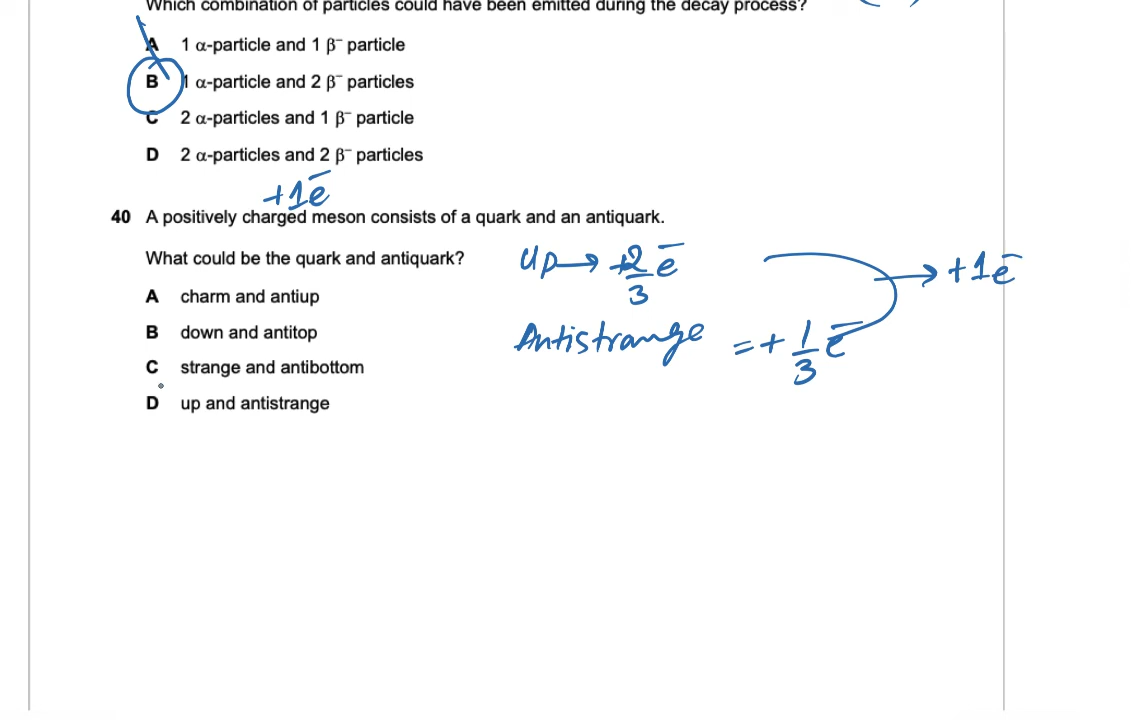 Which combination of particles could have been emitted during the decay process?
A 1 α-particle and 1 β⁻ particle
B 1 α-particle and 2 β⁻ particles
C 2 α-particles and 1 β⁻ particle
D 2 α-particles and 2 β⁻ particles
+1e̅
40 A positively charged meson consists of a quark and an antiquark.
What could be the quark and antiquark?
Up → +2/3 e̅
→ +1e̅
A charm and antiup
B down and antitop
Antistrange = + 1/3 e̅
C strange and antibottom
D up and antistrange